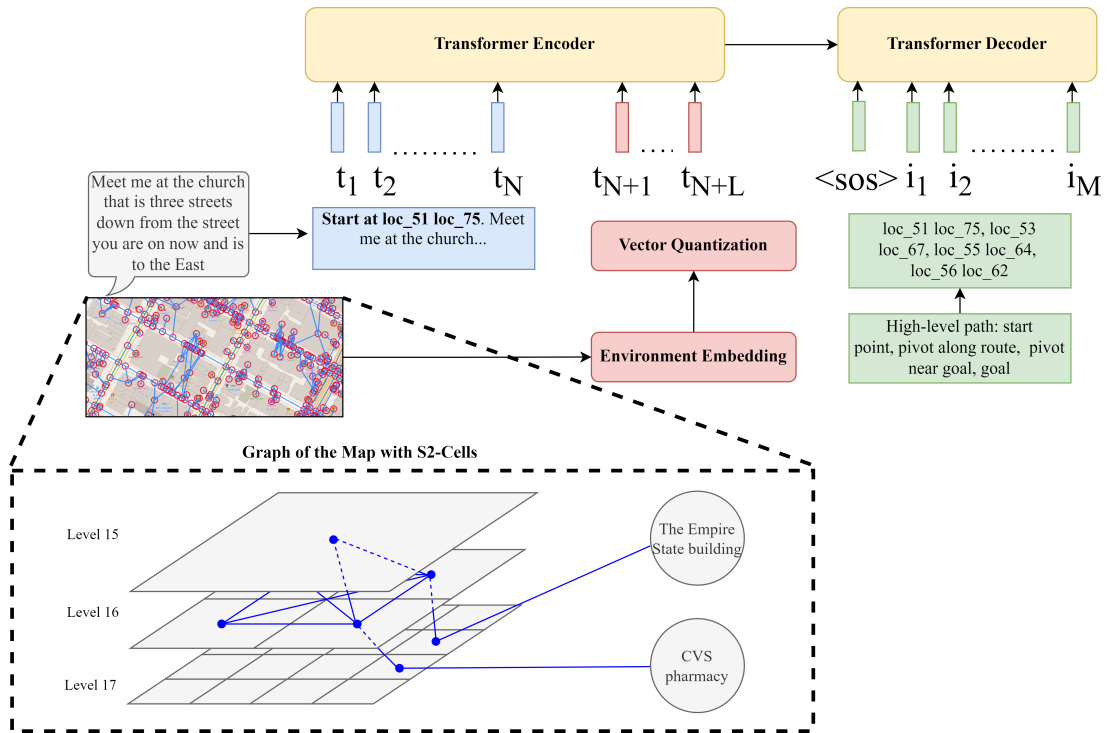 Transformer Encoder
Transformer Decoder
t1 t2 ......... tN tN+1 .... tN+L
<sos> i1 i2 ......... iM
Meet me at the church
that is three streets
down from the street
you are on now and is
to the East
Start at loc_51 loc_75. Meet
me at the church...
Vector Quantization
Environment Embedding
loc_51 loc_75, loc_53
loc_67, loc_55 loc_64,
loc_56 loc_62
High-level path: start
point, pivot along route, pivot
near goal, goal
Graph of the Map with S2-Cells
Level 15
Level 16
Level 17
The Empire
State building
CVS
pharmacy